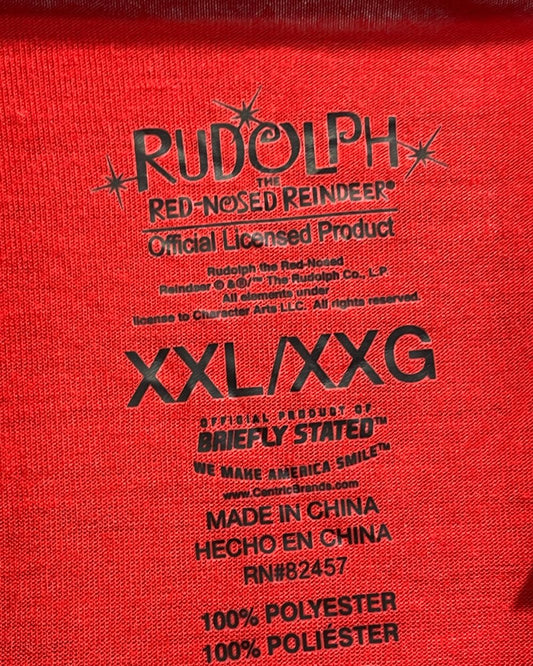 RUDOLPH
THE
RED-NOSED REINDEER®
Official Licensed Product
Rudolph the Red-Nosed
Reindeer © & ®/™ The Rudolph Co., L.P.
All elements under
license to Character Arts LLC. All rights reserved.
XXL/XXG
OFFICIAL PRODUCT OF
BRIEFLY STATED™
WE MAKE AMERICA SMILE™
www.CentricBrands.com
MADE IN CHINA
HECHO EN CHINA
RN#82457
100% POLYESTER
100% POLIÉSTER